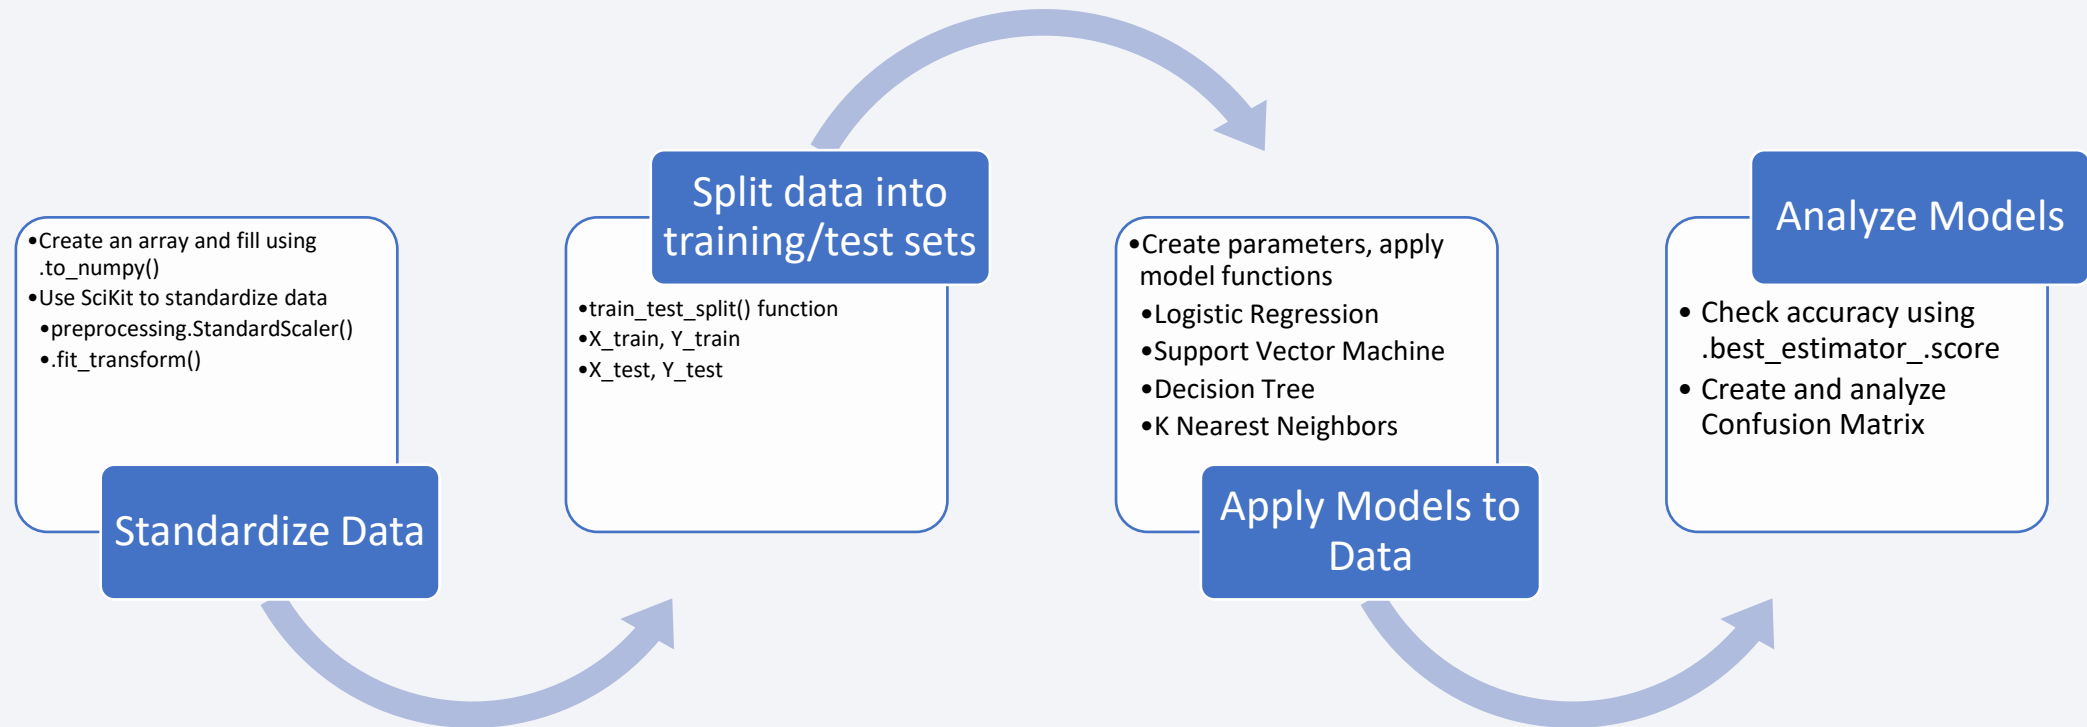 •Create an array and fill using
.to_numpy()
•Use SciKit to standardize data
•preprocessing.StandardScaler()
•.fit_transform()
Standardize Data
Split data into
training/test sets
•train_test_split() function
•X_train, Y_train
•X_test, Y_test
•Create parameters, apply
model functions
•Logistic Regression
•Support Vector Machine
•Decision Tree
•K Nearest Neighbors
Apply Models to
Data
Analyze Models
• Check accuracy using
.best_estimator_.score
• Create and analyze
Confusion Matrix